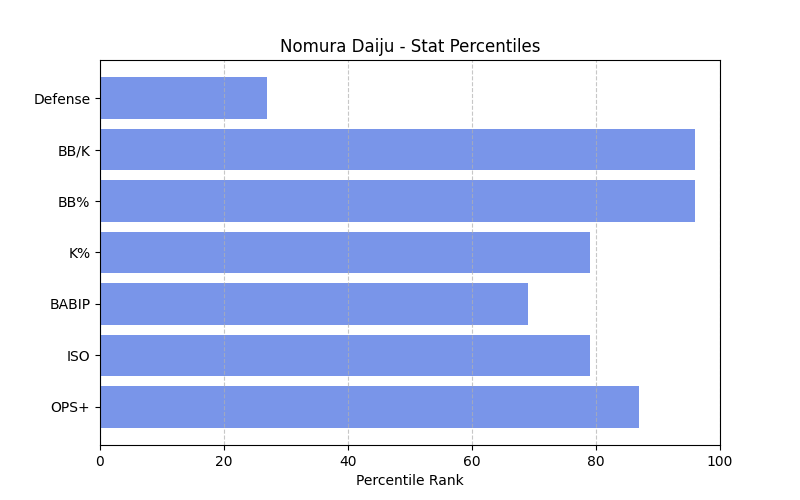 Nomura Daiju - Stat Percentiles
Defense
BB/K
BB%
K%
BABIP
ISO
OPS+
0 20 40 60 80 100
Percentile Rank